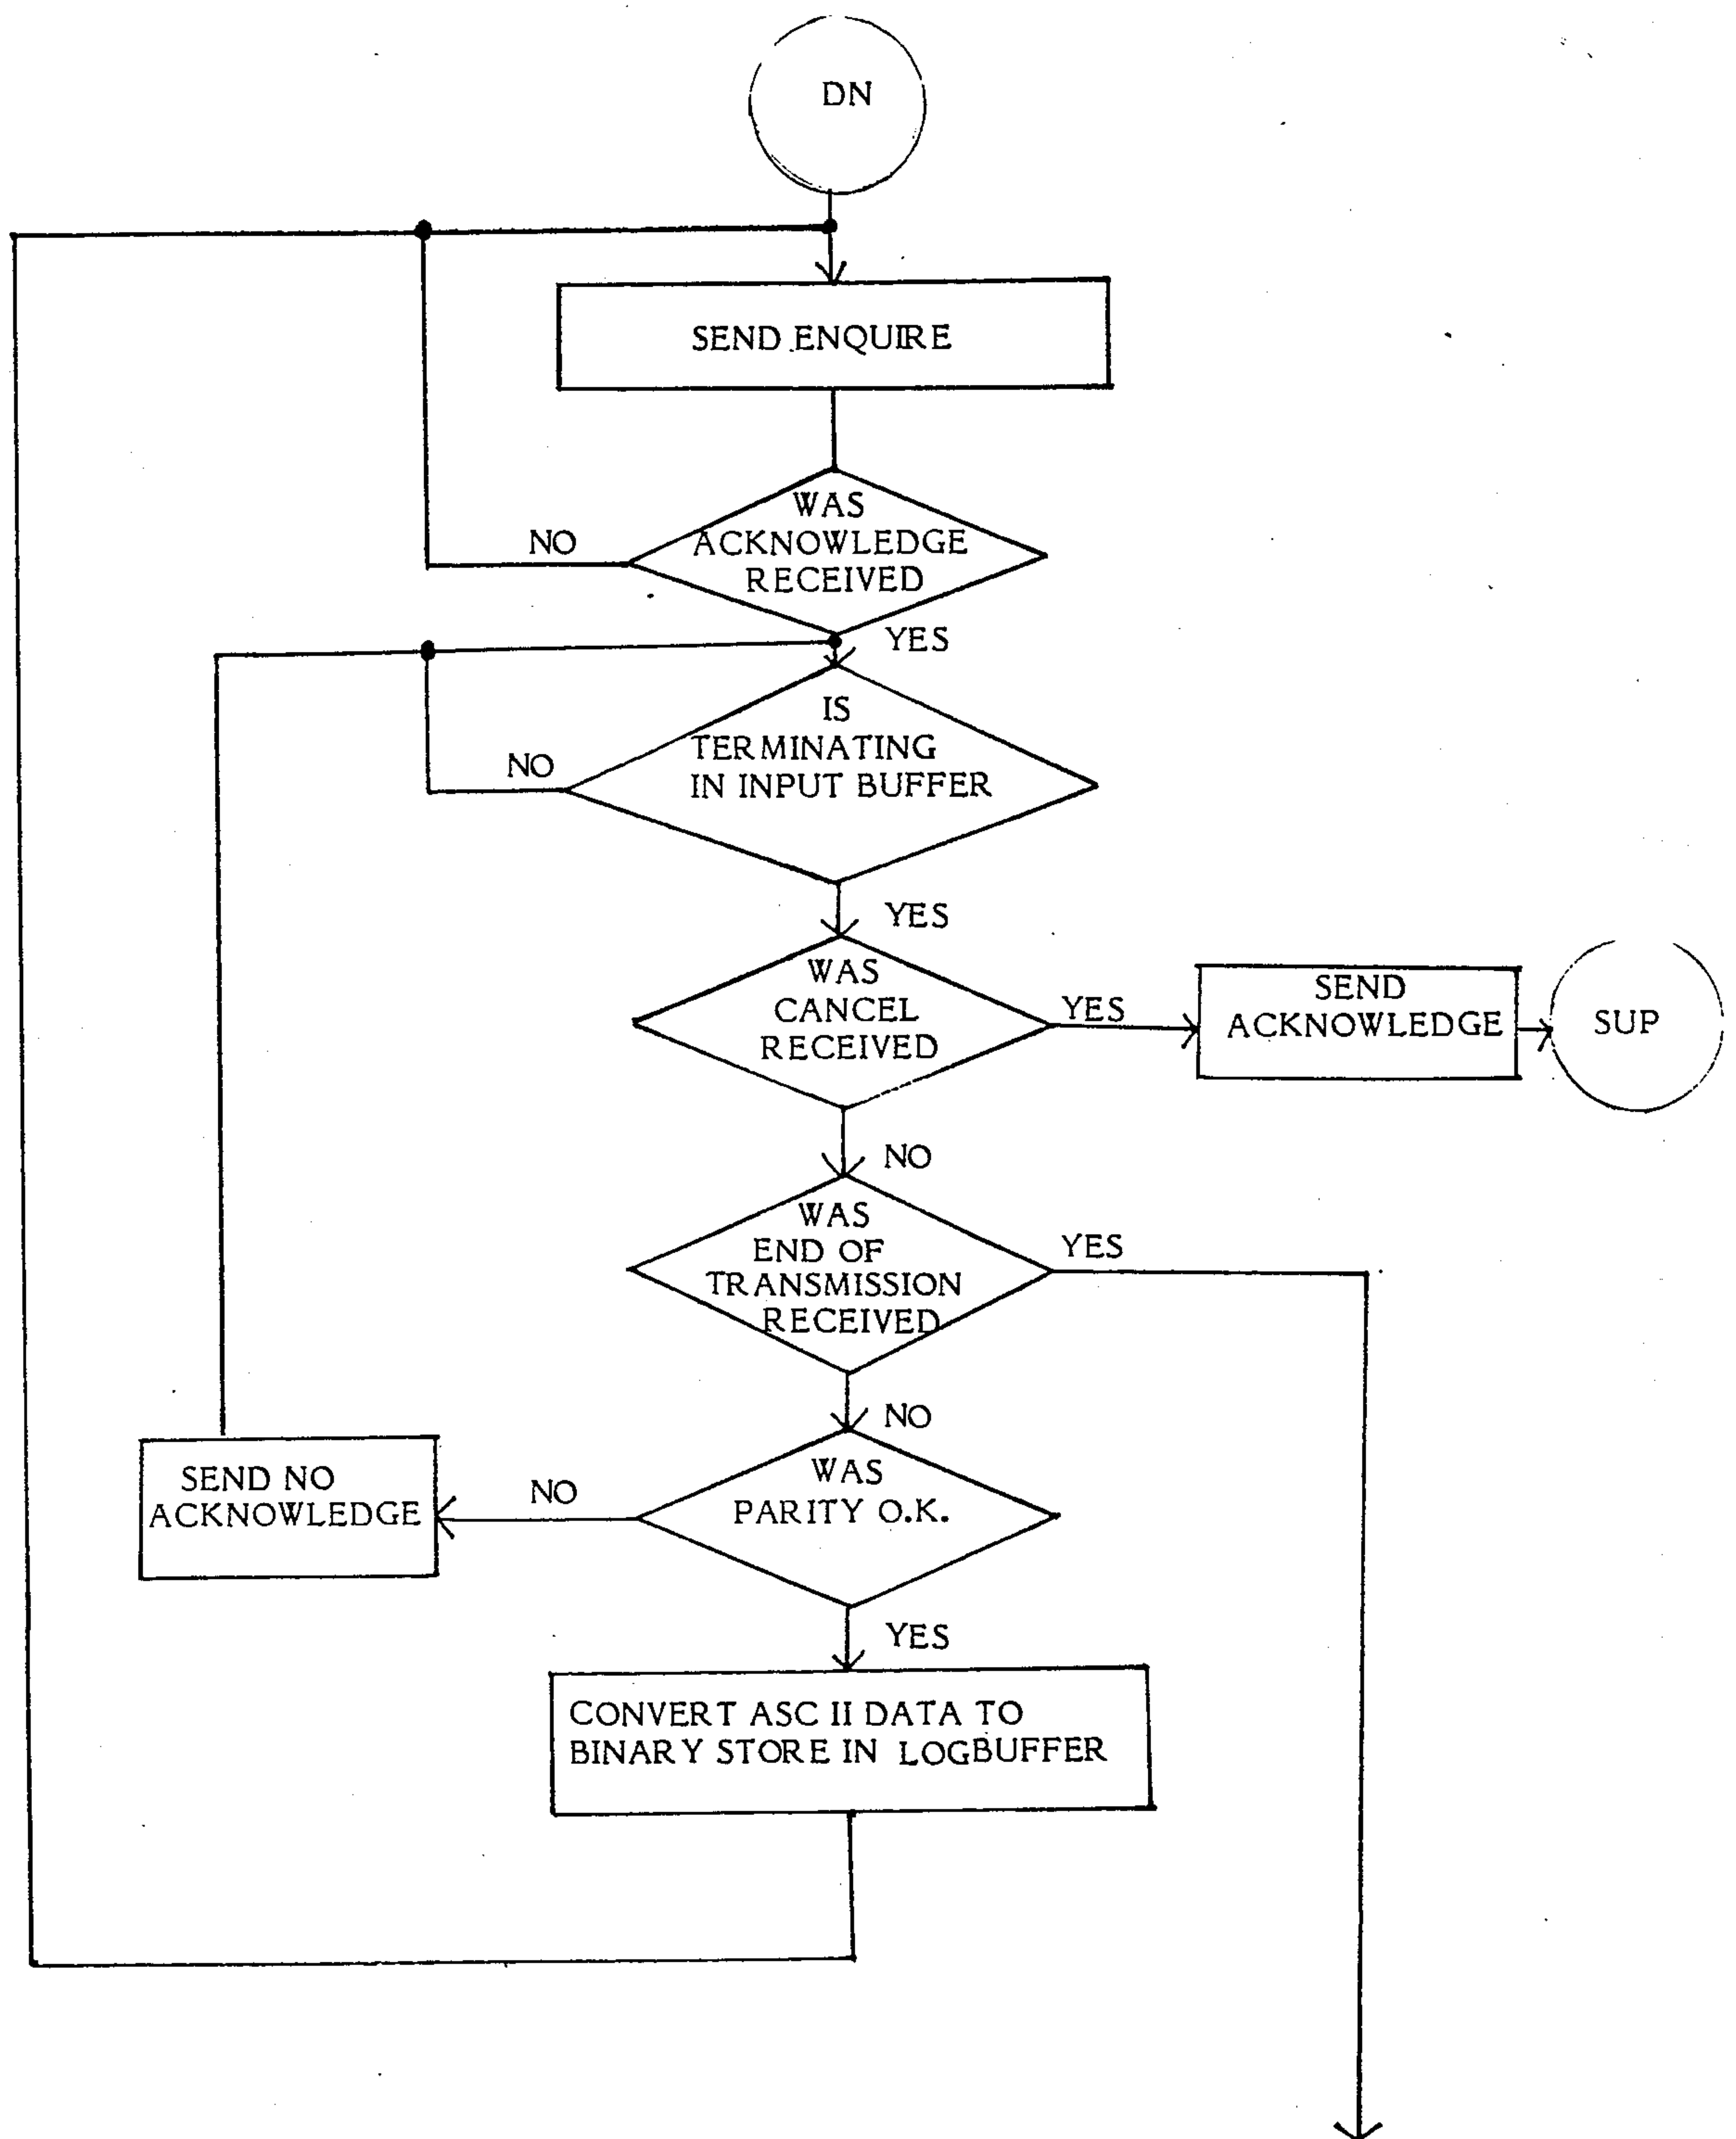 DN
SEND ENQUIRE
WAS
ACKNOWLEDGE
RECEIVED
NO
YES
IS
TERMINATING
IN INPUT BUFFER
NO
YES
WAS
CANCEL
RECEIVED
YES
SEND
ACKNOWLEDGE
SUP
NO
WAS
END OF
TRANSMISSION
RECEIVED
YES
NO
WAS
PARITY O.K.
NO
SEND NO
ACKNOWLEDGE
YES
CONVERT ASC II DATA TO
BINARY STORE IN LOGBUFFER